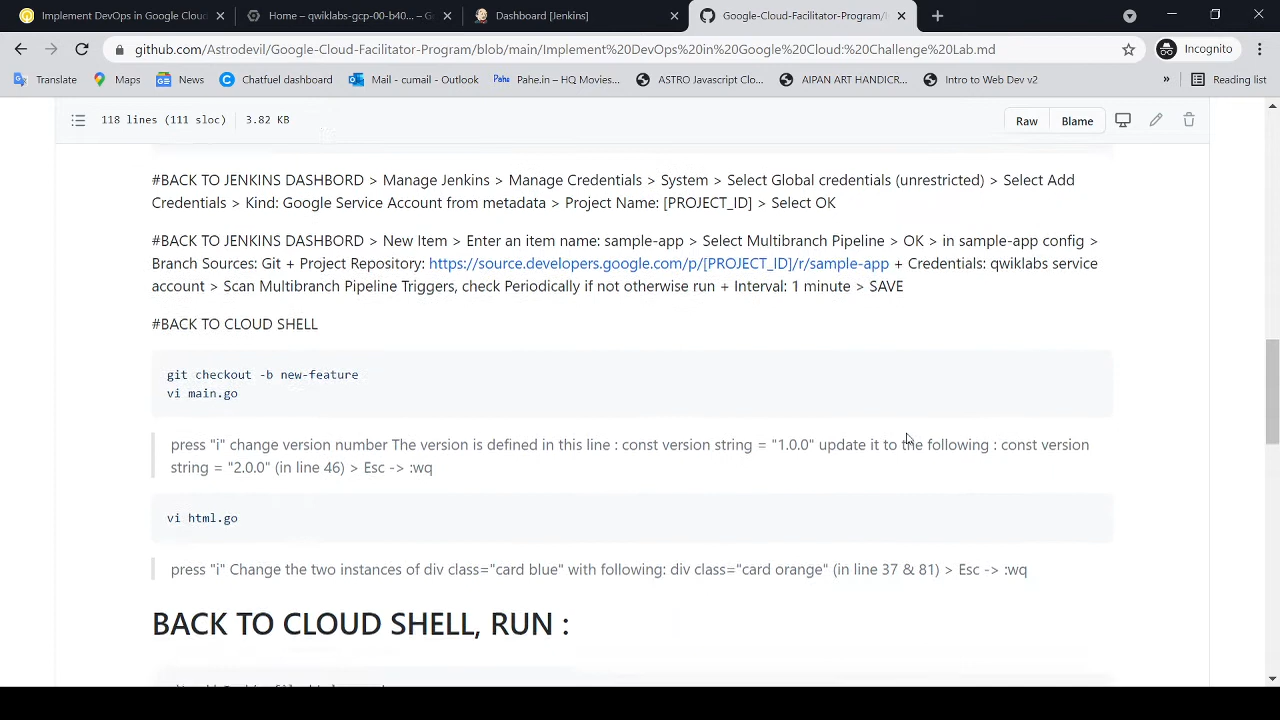 Implement DevOps in Google Cloud
Home – qwiklabs-gcp-00-b40... – G
Dashboard [Jenkins]
Google-Cloud-Facilitator-Program/I
github.com/Astrodevil/Google-Cloud-Facilitator-Program/blob/main/Implement%20DevOps%20in%20Google%20Cloud:%20Challenge%20Lab.md
Incognito
Translate
Maps
News
Chatfuel dashboard
Mail - cumail - Outlook
Pahe.in – HQ Movies...
ASTRO Javascript Clo...
AIPAN ART HANDICR...
Intro to Web Dev v2
»
Reading list
118 lines (111 sloc)
3.82 KB
Raw
Blame
#BACK TO JENKINS DASHBORD > Manage Jenkins > Manage Credentials > System > Select Global credentials (unrestricted) > Select Add
Credentials > Kind: Google Service Account from metadata > Project Name: [PROJECT_ID] > Select OK
#BACK TO JENKINS DASHBORD > New Item > Enter an item name: sample-app > Select Multibranch Pipeline > OK > in sample-app config >
Branch Sources: Git + Project Repository: https://source.developers.google.com/p/[PROJECT_ID]/r/sample-app + Credentials: qwiklabs service
account > Scan Multibranch Pipeline Triggers, check Periodically if not otherwise run + Interval: 1 minute > SAVE
#BACK TO CLOUD SHELL
git checkout -b new-feature
vi main.go
press "i" change version number The version is defined in this line : const version string = "1.0.0" update it to the following : const version
string = "2.0.0" (in line 46) > Esc -> :wq
vi html.go
press "i" Change the two instances of div class="card blue" with following: div class="card orange" (in line 37 & 81) > Esc -> :wq
BACK TO CLOUD SHELL, RUN :